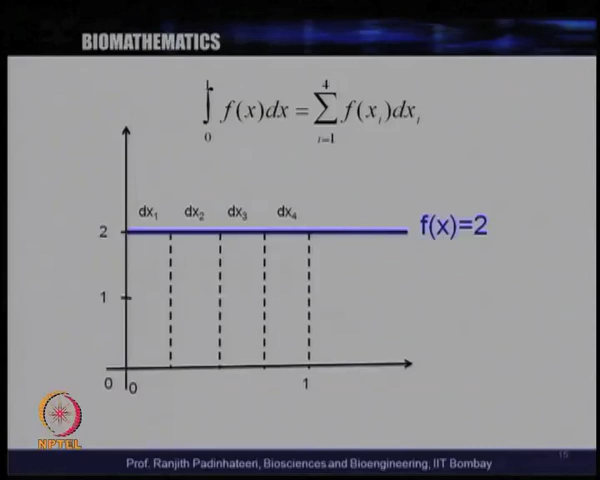 BIOMATHEMATICS
∫₀¹ f(x)dx = ∑ᵢ₌₁⁴ f(xᵢ)dxᵢ
dx₁ dx₂ dx₃ dx₄
2
f(x)=2
1
0 0 1
NPTEL
15
Prof. Ranjith Padinhateeri, Biosciences and Bioengineering, IIT Bombay